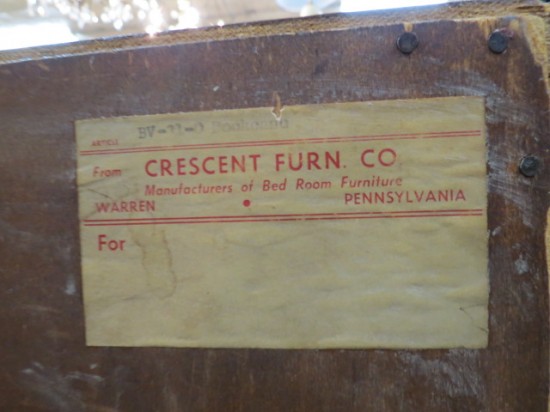 ARTICLE
From CRESCENT FURN. CO
Manufacturers of Bed Room Furniture
WARREN • PENNSYLVANIA
For